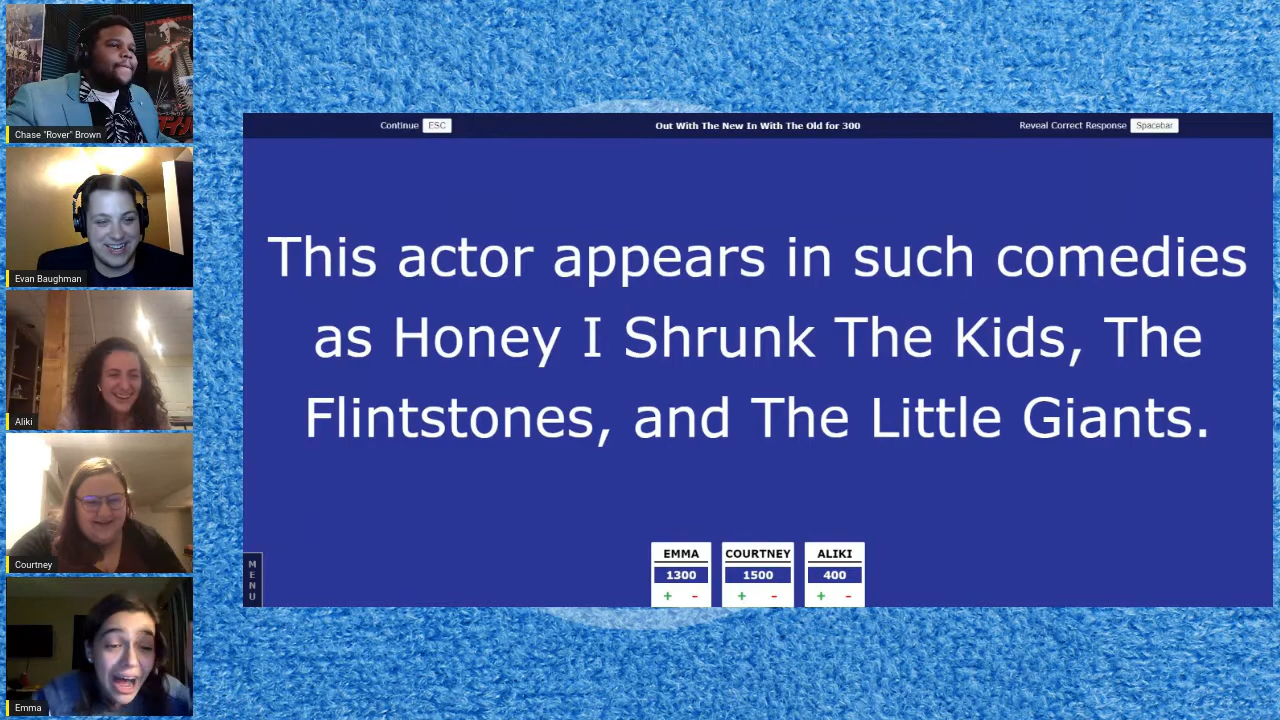 Chase "Rover" Brown
Evan Baughman
Aliki
Courtney
Emma
Continue ESC
Out With The New In With The Old for 300
Reveal Correct Response Spacebar
This actor appears in such comedies
as Honey I Shrunk The Kids, The
Flintstones, and The Little Giants.
MENU
EMMA COURTNEY ALIKI
1300 1500 400
+ - + - + -